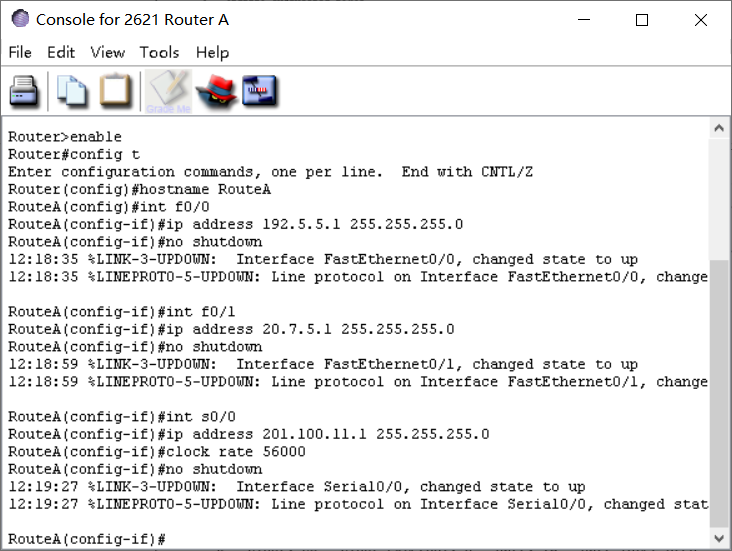 Console for 2621 Router A
File Edit View Tools Help
Grade Me
Router>enable
Router#config t
Enter configuration commands, one per line.  End with CNTL/Z
Router(config)#hostname RouteA
RouteA(config)#int f0/0
RouteA(config-if)#ip address 192.5.5.1 255.255.255.0
RouteA(config-if)#no shutdown
12:18:35 %LINK-3-UPDOWN:  Interface FastEthernet0/0, changed state to up
12:18:35 %LINEPROTO-5-UPDOWN: Line protocol on Interface FastEthernet0/0, change
RouteA(config-if)#int f0/1
RouteA(config-if)#ip address 20.7.5.1 255.255.255.0
RouteA(config-if)#no shutdown
12:18:59 %LINK-3-UPDOWN:  Interface FastEthernet0/1, changed state to up
12:18:59 %LINEPROTO-5-UPDOWN: Line protocol on Interface FastEthernet0/1, change
RouteA(config-if)#int s0/0
RouteA(config-if)#ip address 201.100.11.1 255.255.255.0
RouteA(config-if)#clock rate 56000
RouteA(config-if)#no shutdown
12:19:27 %LINK-3-UPDOWN:  Interface Serial0/0, changed state to up
12:19:27 %LINEPROTO-5-UPDOWN: Line protocol on Interface Serial0/0, changed stat
RouteA(config-if)#